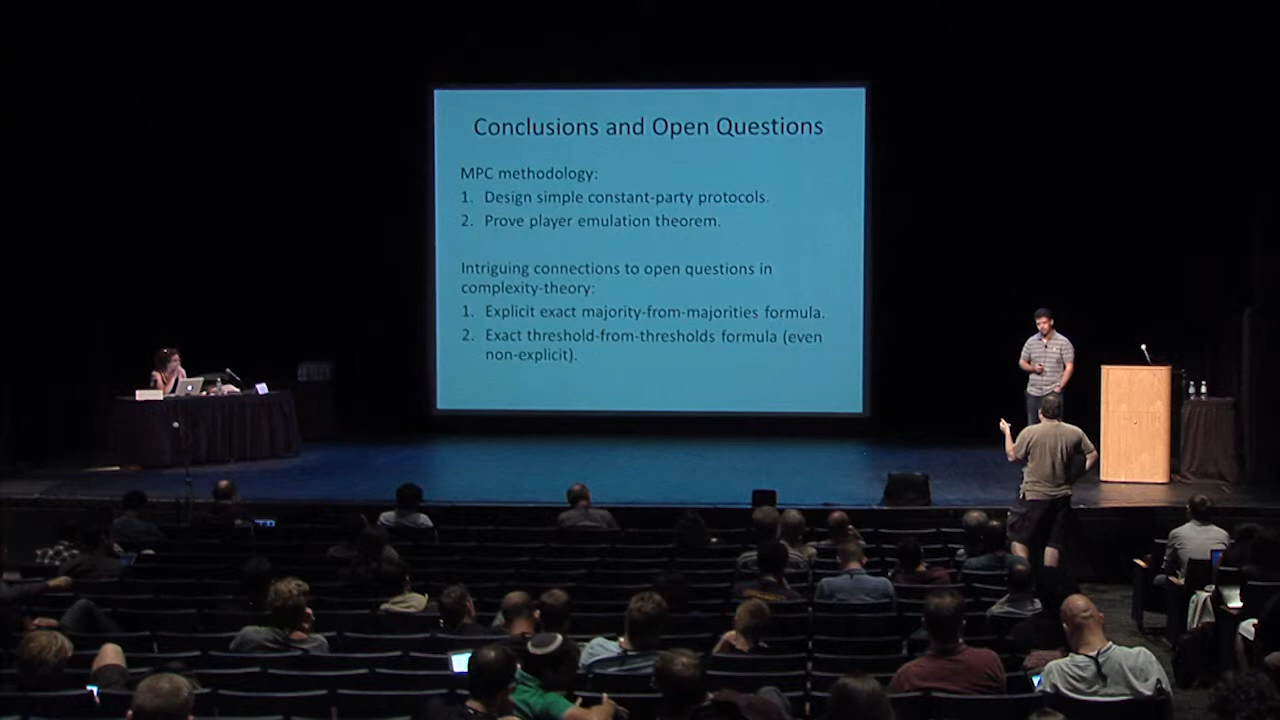 Conclusions and Open Questions
MPC methodology:
1. Design simple constant-party protocols.
2. Prove player emulation theorem.
Intriguing connections to open questions in
complexity-theory:
1. Explicit exact majority-from-majorities formula.
2. Exact threshold-from-thresholds formula (even
non-explicit).